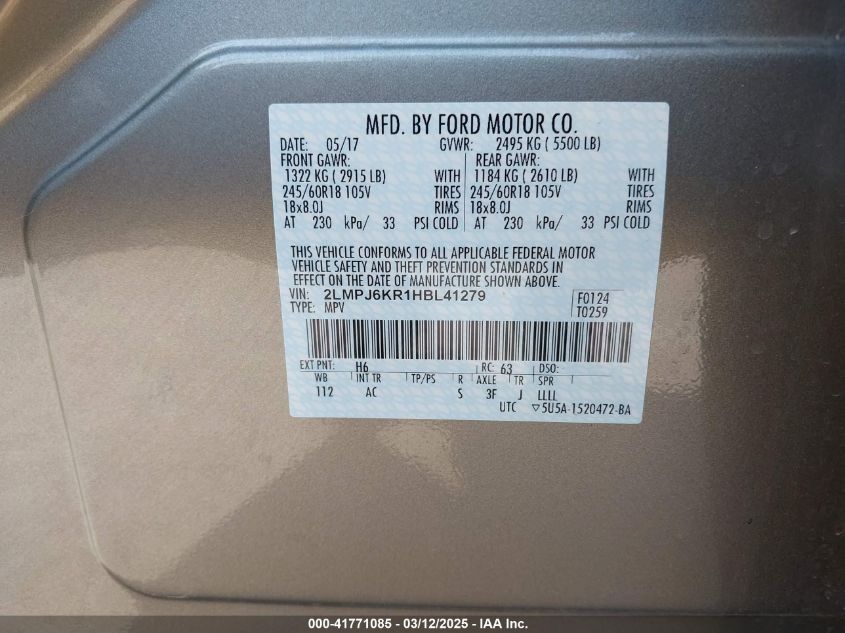 MFD. BY FORD MOTOR CO.
DATE: 05/17 GVWR: 2495 KG ( 5500 LB)
FRONT GAWR: REAR GAWR:
1322 KG ( 2915 LB) WITH 1184 KG ( 2610 LB) WITH
245/60R18 105V TIRES 245/60R18 105V TIRES
18x8.0J RIMS 18x8.0J RIMS
AT 230 kPa/ 33 PSI COLD AT 230 kPa/ 33 PSI COLD
THIS VEHICLE CONFORMS TO ALL APPLICABLE FEDERAL MOTOR
VEHICLE SAFETY AND THEFT PREVENTION STANDARDS IN
EFFECT ON THE DATE OF MANUFACTURE SHOWN ABOVE.
VIN: 2LMPJ6KR1HBL41279 F0124
TYPE: MPV T0259
EXT PNT: H6 RC: 63 DSO:
WB INT TR TP/PS R AXLE TR SPR
112 AC S 3F J LLLL
UTC ▽5U5A-1520472-BA
000-41771085 - 03/12/2025 - IAA Inc.